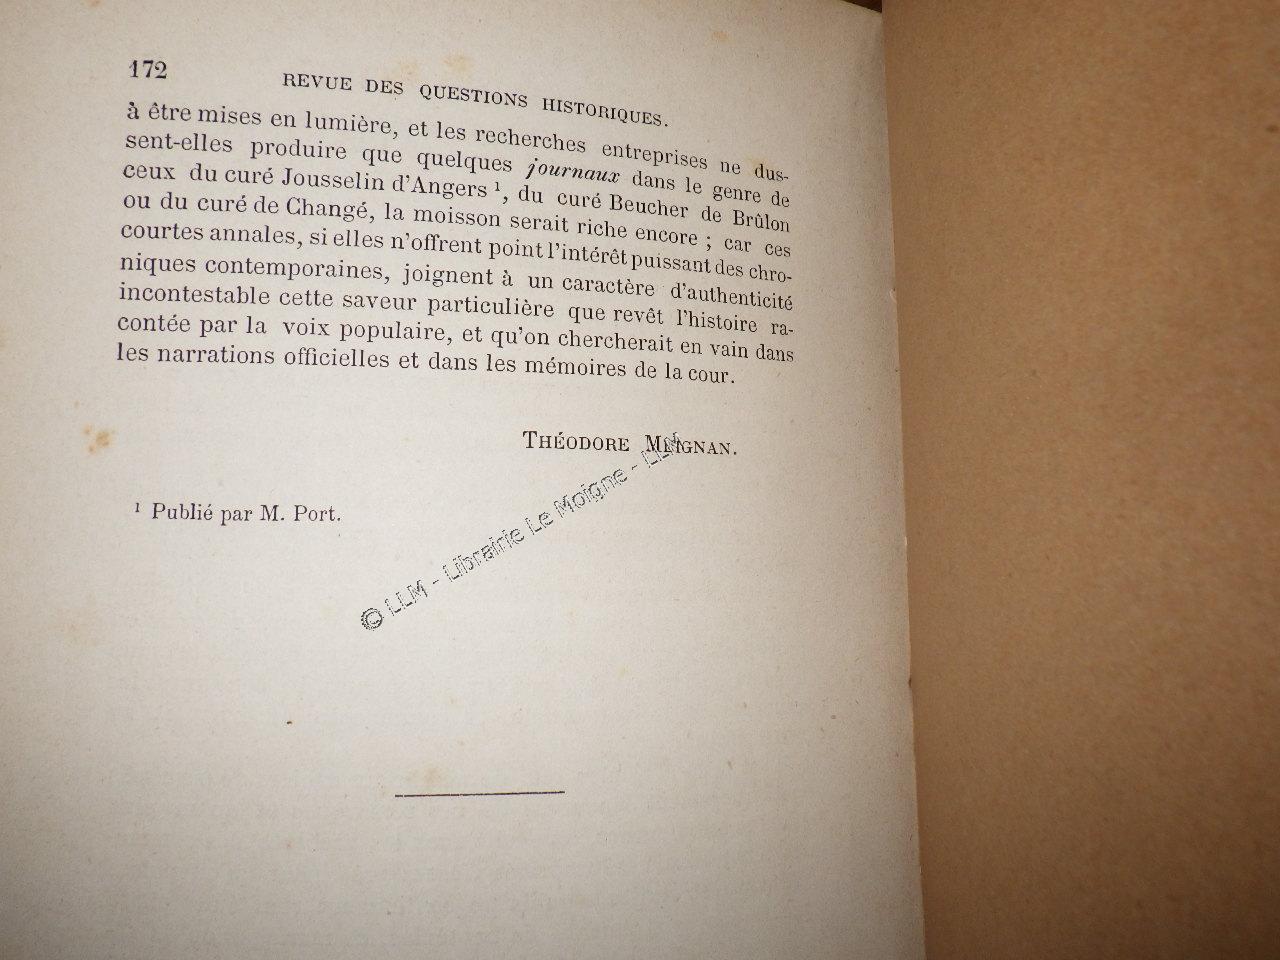 172
REVUE DES QUESTIONS HISTORIQUES.
à être mises en lumière, et les recherches entreprises ne dus-
sent-elles produire que quelques journaux dans le genre de
ceux du curé Jousselin d'Angers ¹, du curé Beucher de Brûlon
ou du curé de Changé, la moisson serait riche encore ; car ces
courtes annales, si elles n'offrent point l'intérêt puissant des chro-
niques contemporaines, joignent à un caractère d'authenticité
incontestable cette saveur particulière que revêt l'histoire ra-
contée par la voix populaire, et qu'on chercherait en vain dans
les narrations officielles et dans les mémoires de la cour.
THÉODORE MEIGNAN.
¹ Publié par M. Port.
© LLM - Librairie Le Moigne - LLM